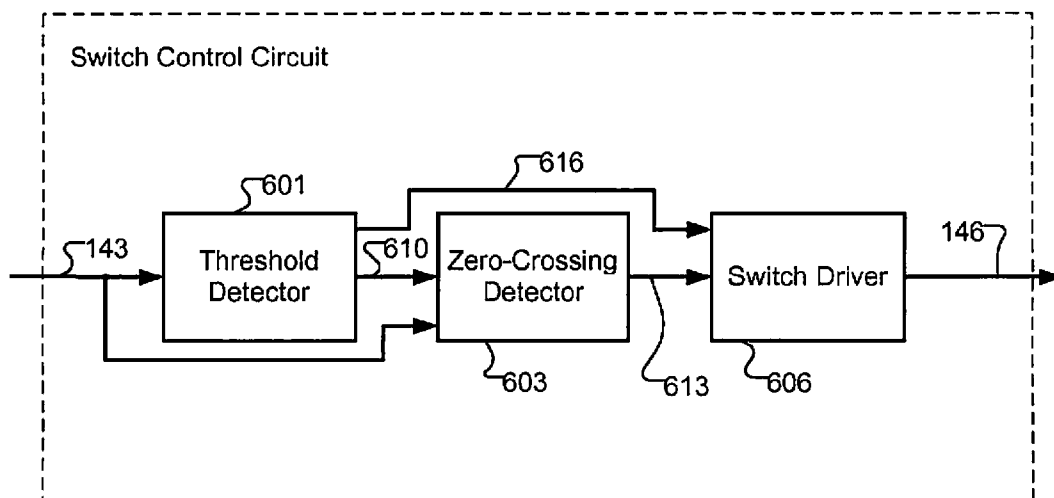 Switch Control Circuit
616
601
143
610
146
Threshold
Detector
Zero-Crossing
Detector
Switch Driver
603
613
606